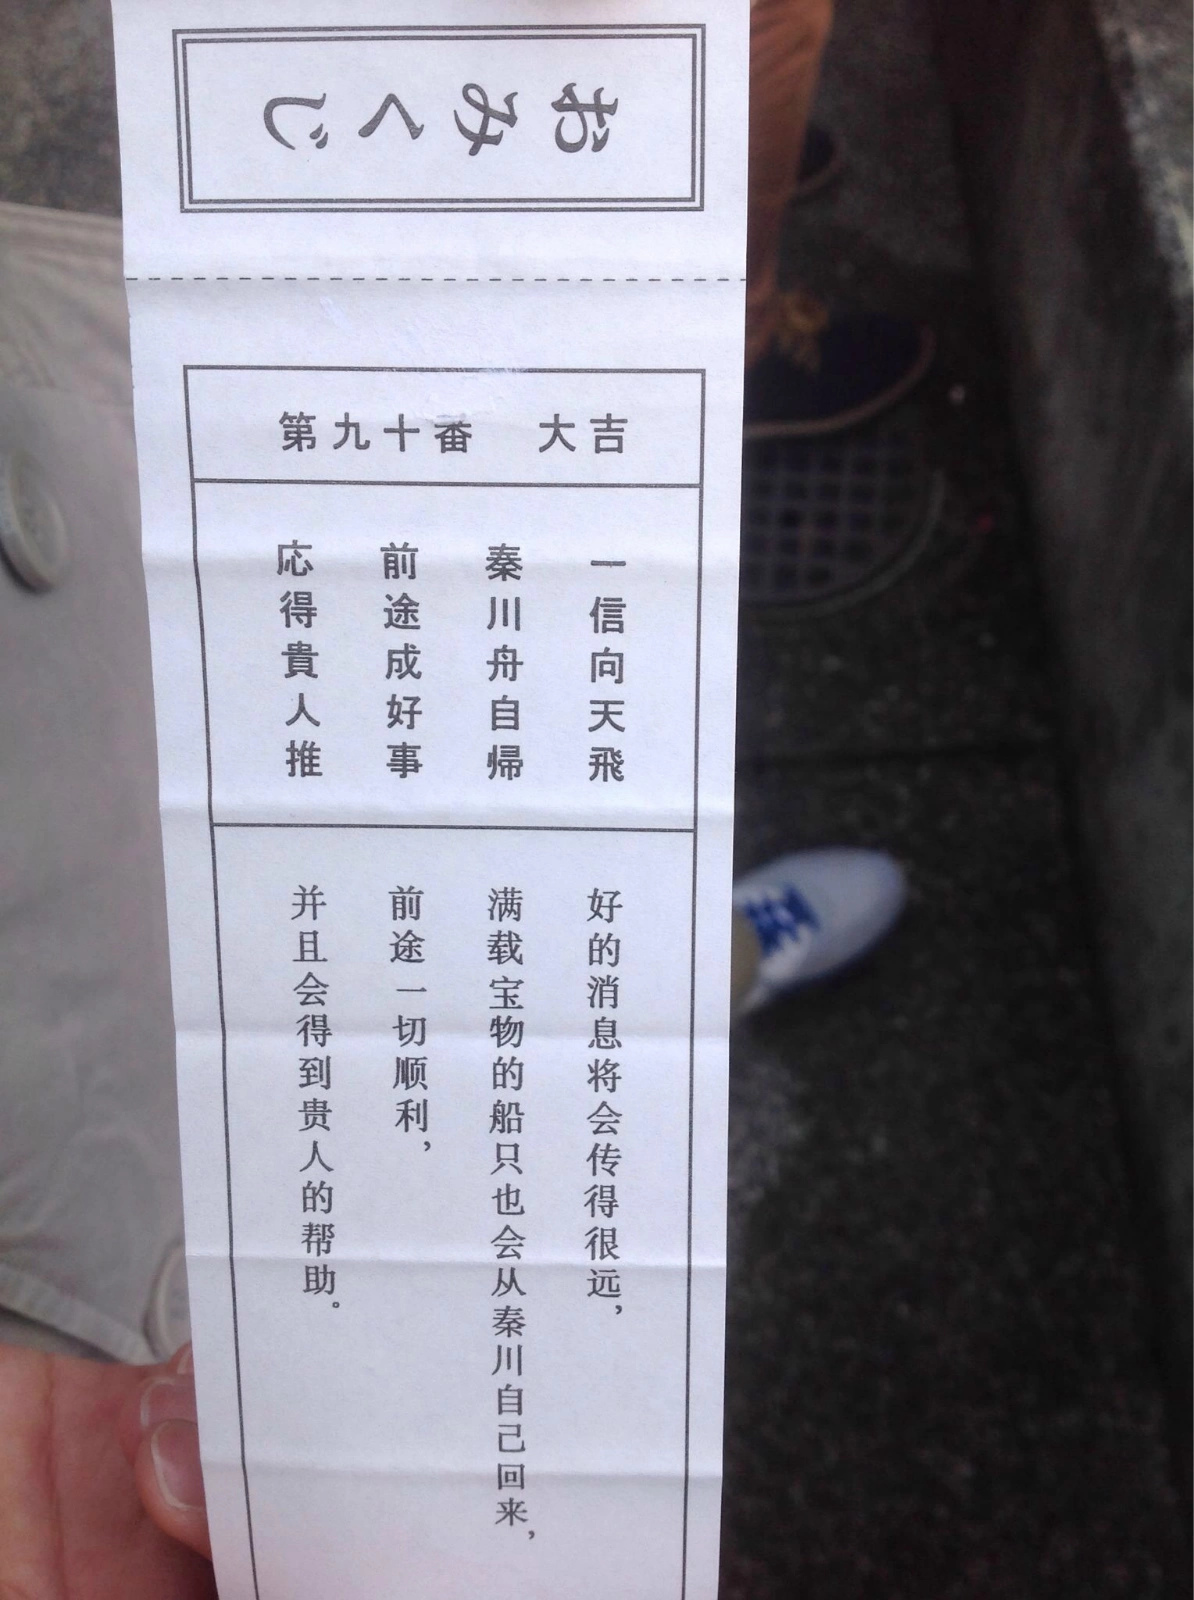 おみくじ
第九十番 大吉
一信向天飛
秦川舟自帰
前途成好事
応得貴人推
好的消息将会传得很远，
满载宝物的船只也会从秦川自己回来，
前途一切顺利，
并且会得到贵人的帮助。